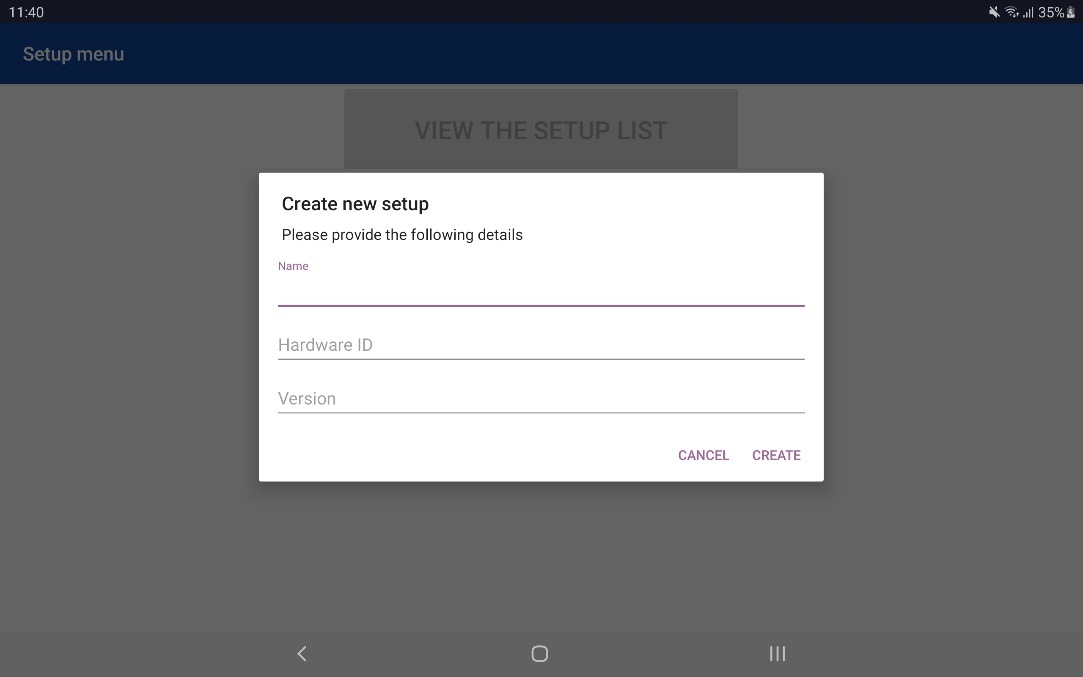 11:40
35%
Setup menu
VIEW THE SETUP LIST
Create new setup
Please provide the following details
Name
Hardware ID
Version
CANCEL
CREATE